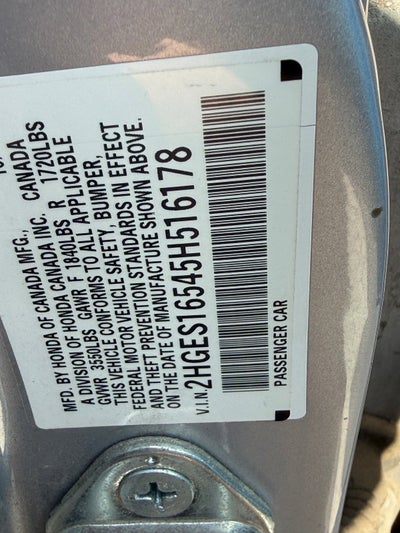 MFD. BY HONDA OF CANADA MFG., CANADA
A DIVISION OF HONDA CANADA INC.
GVWR 3550LBS GAWR F 1840LBS R 1720LBS
THIS VEHICLE CONFORMS TO ALL APPLICABLE
FEDERAL MOTOR VEHICLE SAFETY, BUMPER,
AND THEFT PREVENTION STANDARDS IN EFFECT
ON THE DATE OF MANUFACTURE SHOWN ABOVE.
V.I.N. 2HGES16545H516178
PASSENGER CAR